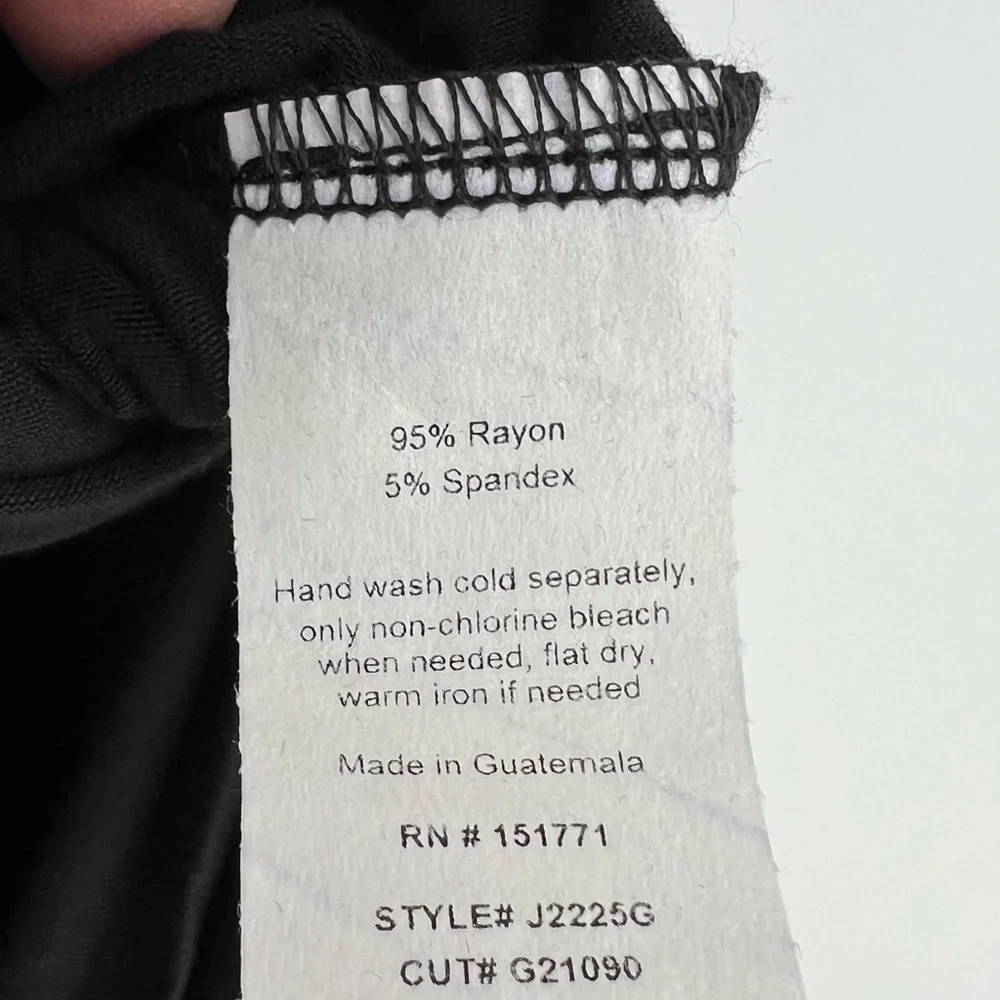 95% Rayon
5% Spandex
Hand wash cold separately,
only non-chlorine bleach
when needed, flat dry,
warm iron if needed
Made in Guatemala
RN # 151771
STYLE# J2225G
CUT# G21090